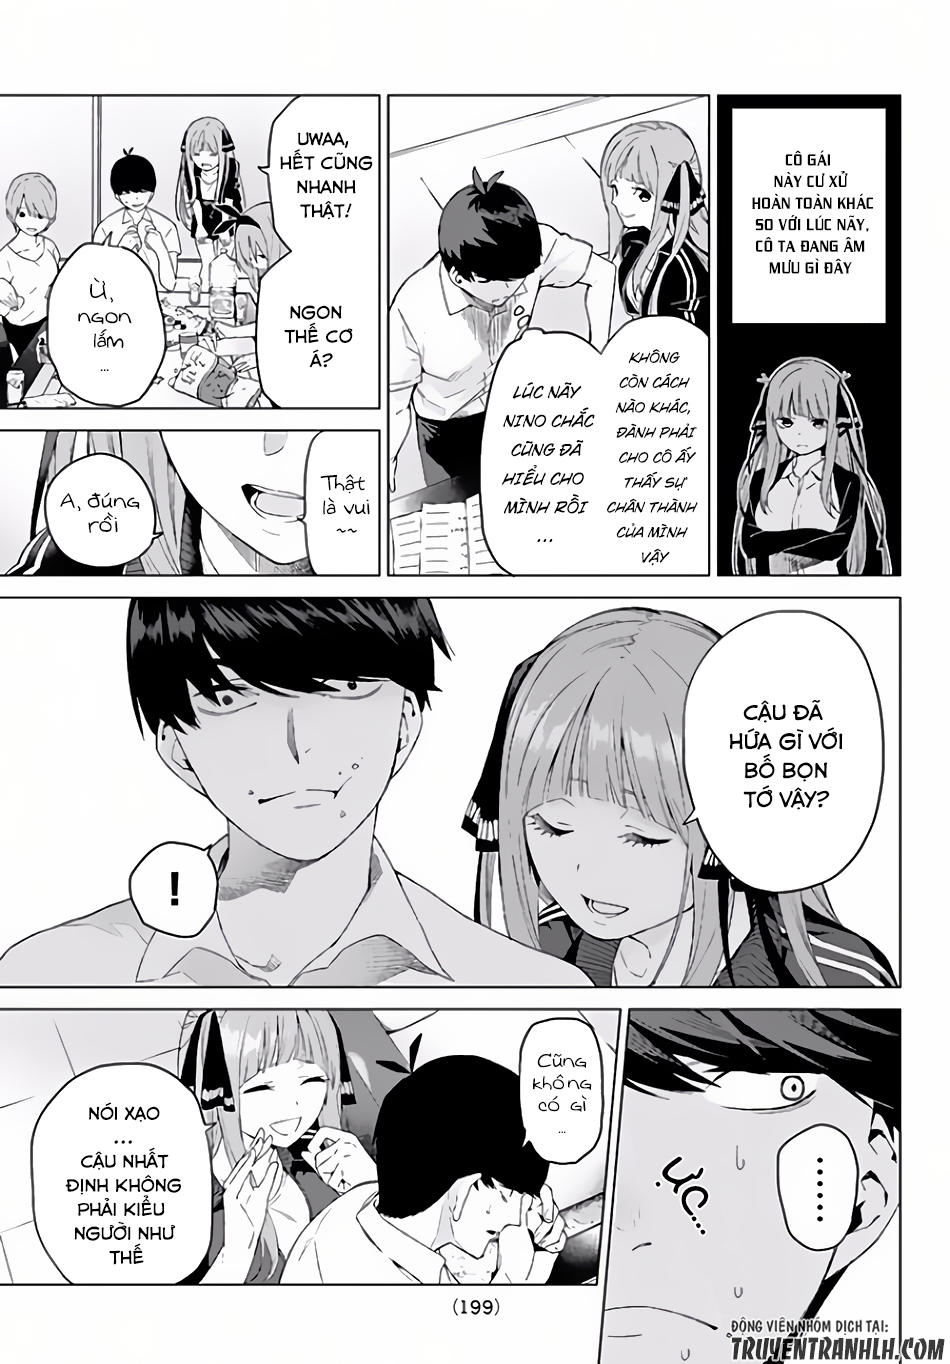 CÔ GÁI
NÀY CƯ XỬ
HOÀN TOÀN KHÁC
SO VỚI LÚC NÃY,
CÔ TA ĐANG ÂM
MƯU GÌ ĐÂY
KHÔNG
CÒN CÁCH
NÀO KHÁC,
ĐÀNH PHẢI
CHO CÔ ẤY
THẤY SỰ
CHÂN THÀNH
CỦA MÌNH
VẬY
LÚC NÃY
NINO CHẮC
CŨNG ĐÃ
HIỂU CHO
MÌNH RỒI
...
UWAA,
HẾT CŨNG
NHANH
THẬT!
NGON
THẾ CƠ
Á?
Ừ,
ngon
lắm
...
Thật
là vui
~~
A, đúng
rồi
CẬU ĐÃ
HỨA GÌ VỚI
BỐ BỌN
TỚ VẬY?
!
......
ỰC...
Cũng
không
có gì
...
NÓI XẠO
...
CẬU NHẤT
ĐỊNH KHÔNG
PHẢI KIỂU
NGƯỜI NHƯ
THẾ
(199)
ĐỘNG VIÊN NHÓM DỊCH TẠI:
TRUYENTRANHLH.COM